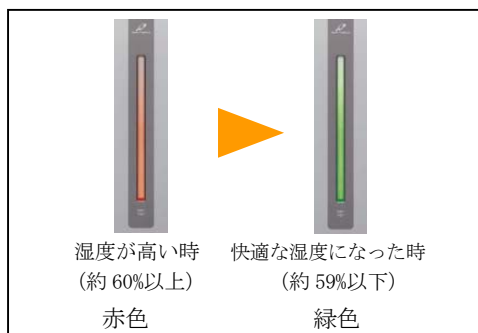 湿度が高い時
（約 60%以上）
赤色
快適な湿度になった時
（約 59%以下）
緑色